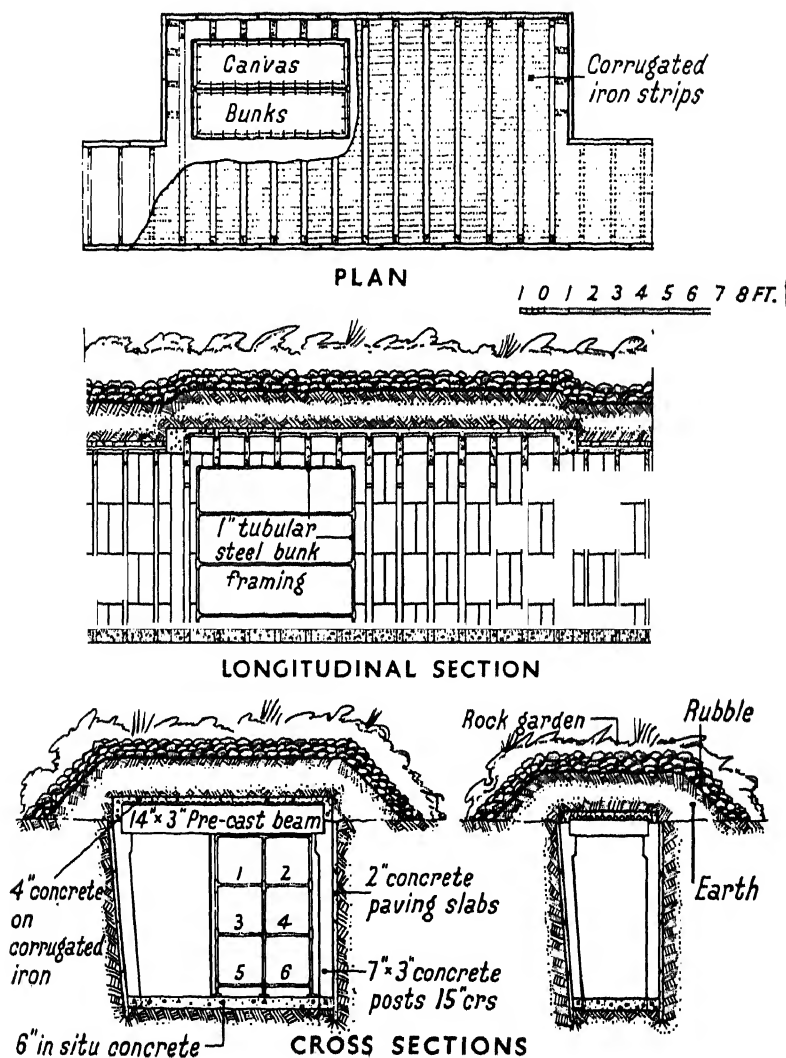 Canvas
Bunks
Corrugated
iron strips
PLAN
1 0 1 2 3 4 5 6 7 8 FT.
1" tubular
steel bunk
framing
LONGITUDINAL SECTION
Rock garden
Rubble
14" × 3" Pre-cast beam
1 2
3 4
5 6
4" concrete
on
corrugated
iron
2" concrete
paving slabs
Earth
7" × 3" concrete
posts 15" crs
6" in situ concrete
CROSS SECTIONS